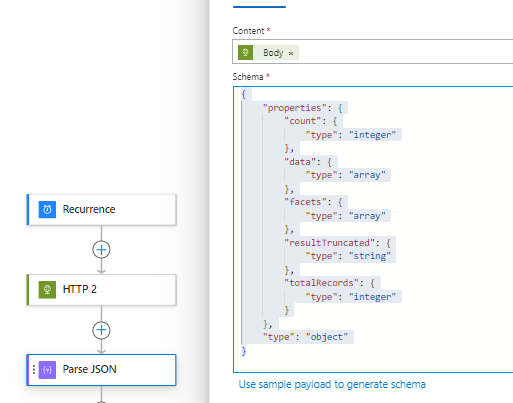 Content *
Body ×
Schema *
{
    "properties": {
        "count": {
            "type": "integer"
        },
        "data": {
            "type": "array"
        },
        "facets": {
            "type": "array"
        },
        "resultTruncated": {
            "type": "string"
        },
        "totalRecords": {
            "type": "integer"
        }
    },
    "type": "object"
}
Use sample payload to generate schema
Recurrence
HTTP 2
Parse JSON